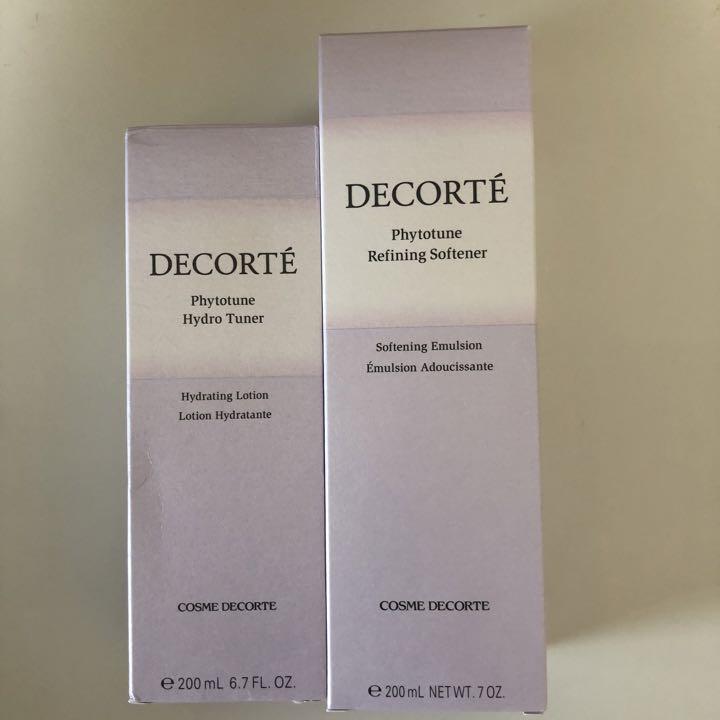 DECORTÉ
Phytotune
Hydro Tuner
Hydrating Lotion
Lotion Hydratante
COSME DECORTE
℮ 200 mL 6.7 FL. OZ.
DECORTÉ
Phytotune
Refining Softener
Softening Emulsion
Émulsion Adoucissante
COSME DECORTE
℮ 200 mL NET WT. 7 OZ.